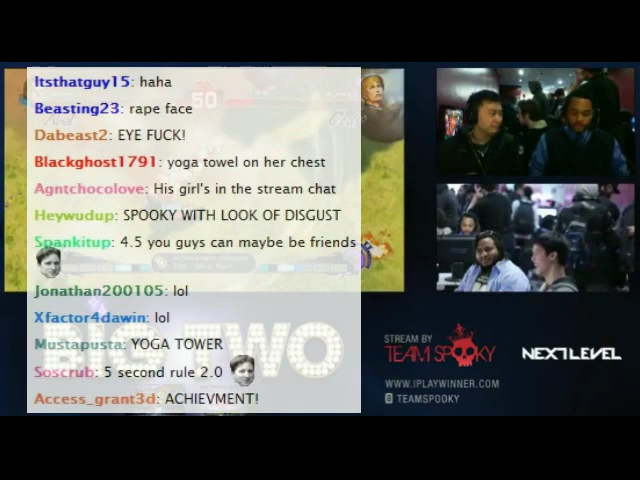 Itsthatguy15: haha
Beasting23: rape face
50
Dabeast2: EYE FUCK!
Blackghost1791: yoga towel on her chest
Agntchocolove: His girl's in the stream chat
Heywudup: SPOOKY WITH LOOK OF DISGUST
Spankitup: 4.5 you guys can maybe be friends
Jonathan200105: lol
Xfactor4dawin: lol
Mustapusta: YOGA TOWER
Soscrub: 5 second rule 2.0
Access_grant3d: ACHIEVMENT!
BIG TWO
STREAM BY
TEAM SPOOKY
NEXT LEVEL
WWW.IPLAYWINNER.COM
TEAMSPOOKY